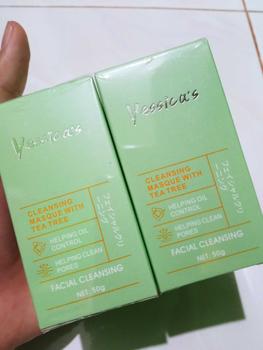 Yessica's
CLEANSING
MASQUE WITH
TEA TREE
HELPING OIL
CONTROL
HELPING CLEAN
PORES
FACIAL CLEANSING
NET. 50g
Yessica's
CLEANSING
MASQUE WITH
TEA TREE
HELPING OIL
CONTROL
HELPING CLEAN
PORES
FACIAL CLEANSING
NET. 50g